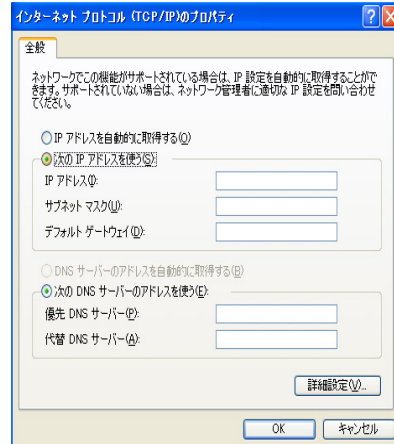 インターネット プロトコル (TCP/IP)のプロパティ
全般
ネットワークでこの機能がサポートされている場合は、IP 設定を自動的に取得することがで
きます。サポートされていない場合は、ネットワーク管理者に適切な IP 設定を問い合わせ
てください。
IP アドレスを自動的に取得する(O)
次の IP アドレスを使う(S):
IP アドレス(I):
サブネット マスク(U):
デフォルト ゲートウェイ(D):
DNS サーバーのアドレスを自動的に取得する(B)
次の DNS サーバーのアドレスを使う(E):
優先 DNS サーバー(P):
代替 DNS サーバー(A):
詳細設定(V)...
OK キャンセル